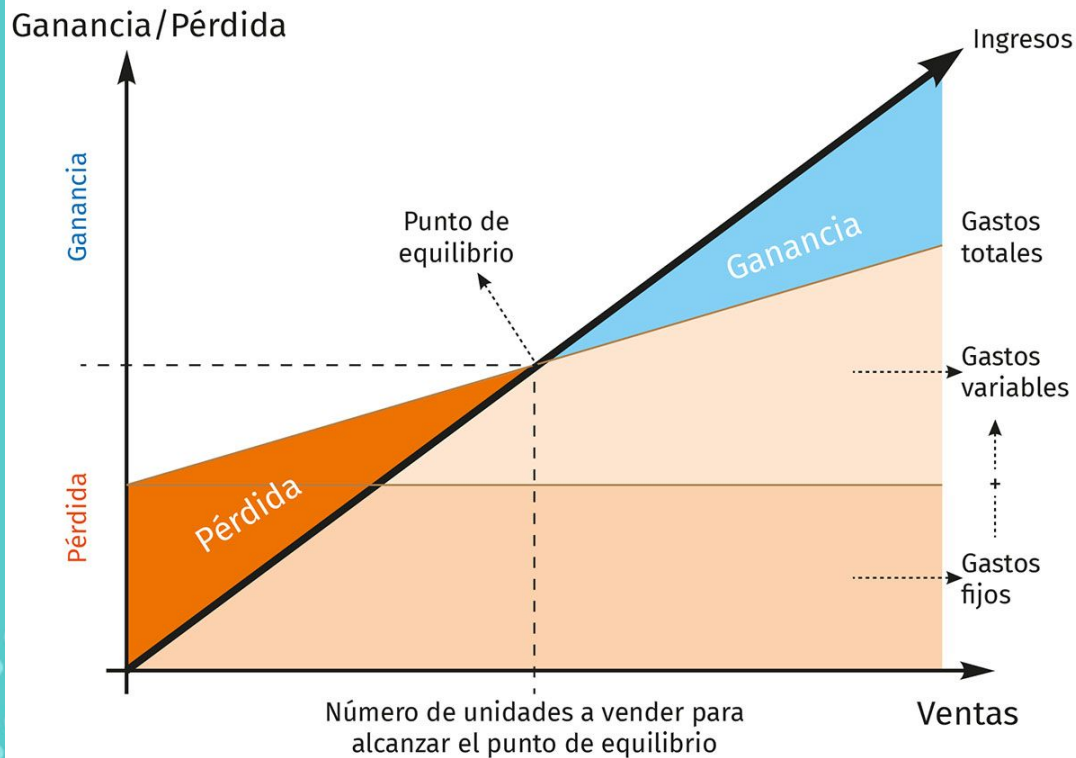 Ganancia/Pérdida
Ingresos
Ganancia
Punto de
equilibrio
Ganancia
Gastos
totales
Gastos
variables
+
Pérdida
Pérdida
Gastos
fijos
Número de unidades a vender para
alcanzar el punto de equilibrio
Ventas